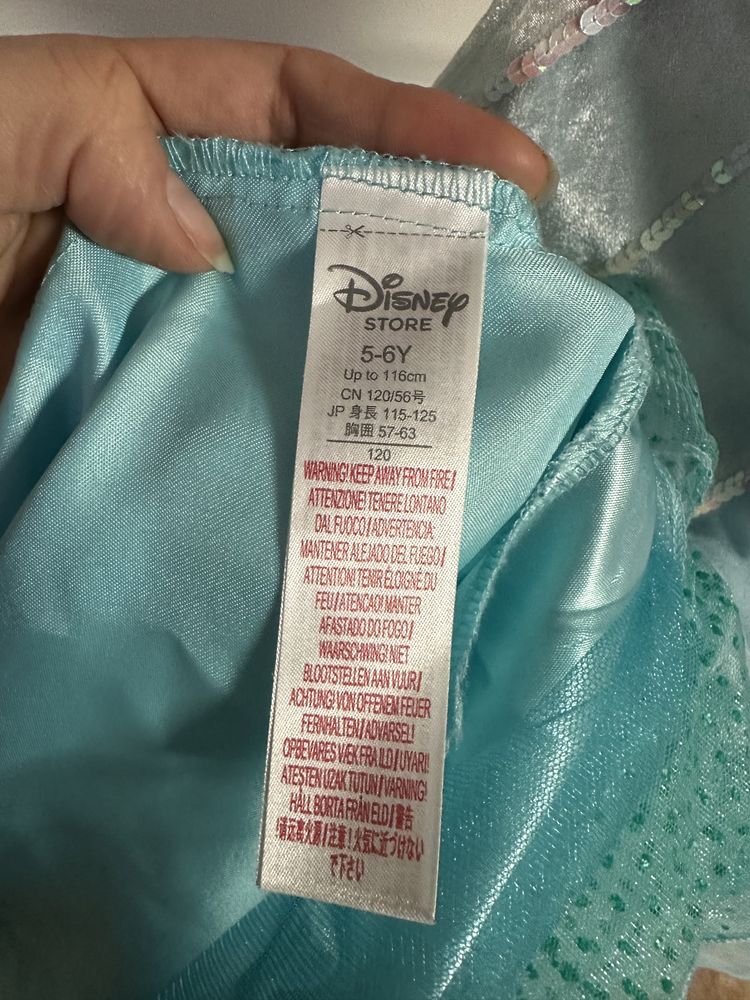 Disney
STORE
5-6Y
Up to 116cm
CN 120/56号
JP 身長 115-125
胸囲 57-63
120
WARNING! KEEP AWAY FROM FIRE /
ATTENZIONE! TENERE LONTANO
DAL FUOCO / ADVERTENCIA:
MANTENER ALEJADO DEL FUEGO /
ATTENTION! TENIR ÉLOIGNÉ DU
FEU / ATENCAO! MANTER
AFASTADO DO FOGO /
WAARSCHWING! NIET
BLOOTSTELLEN AAN VUUR /
ACHTUNG! VON OFFENEM FEUER
FERNHALTEN / ADVARSEL!
OPBEVARES VÆK FRA ILD / UYARI!
ATEŞTEN UZAK TUTUN / VARNING!
HÅLL BORTA FRÅN ELD / 警告
!请远离火源 / 注意！火気に近づけない
で下さい